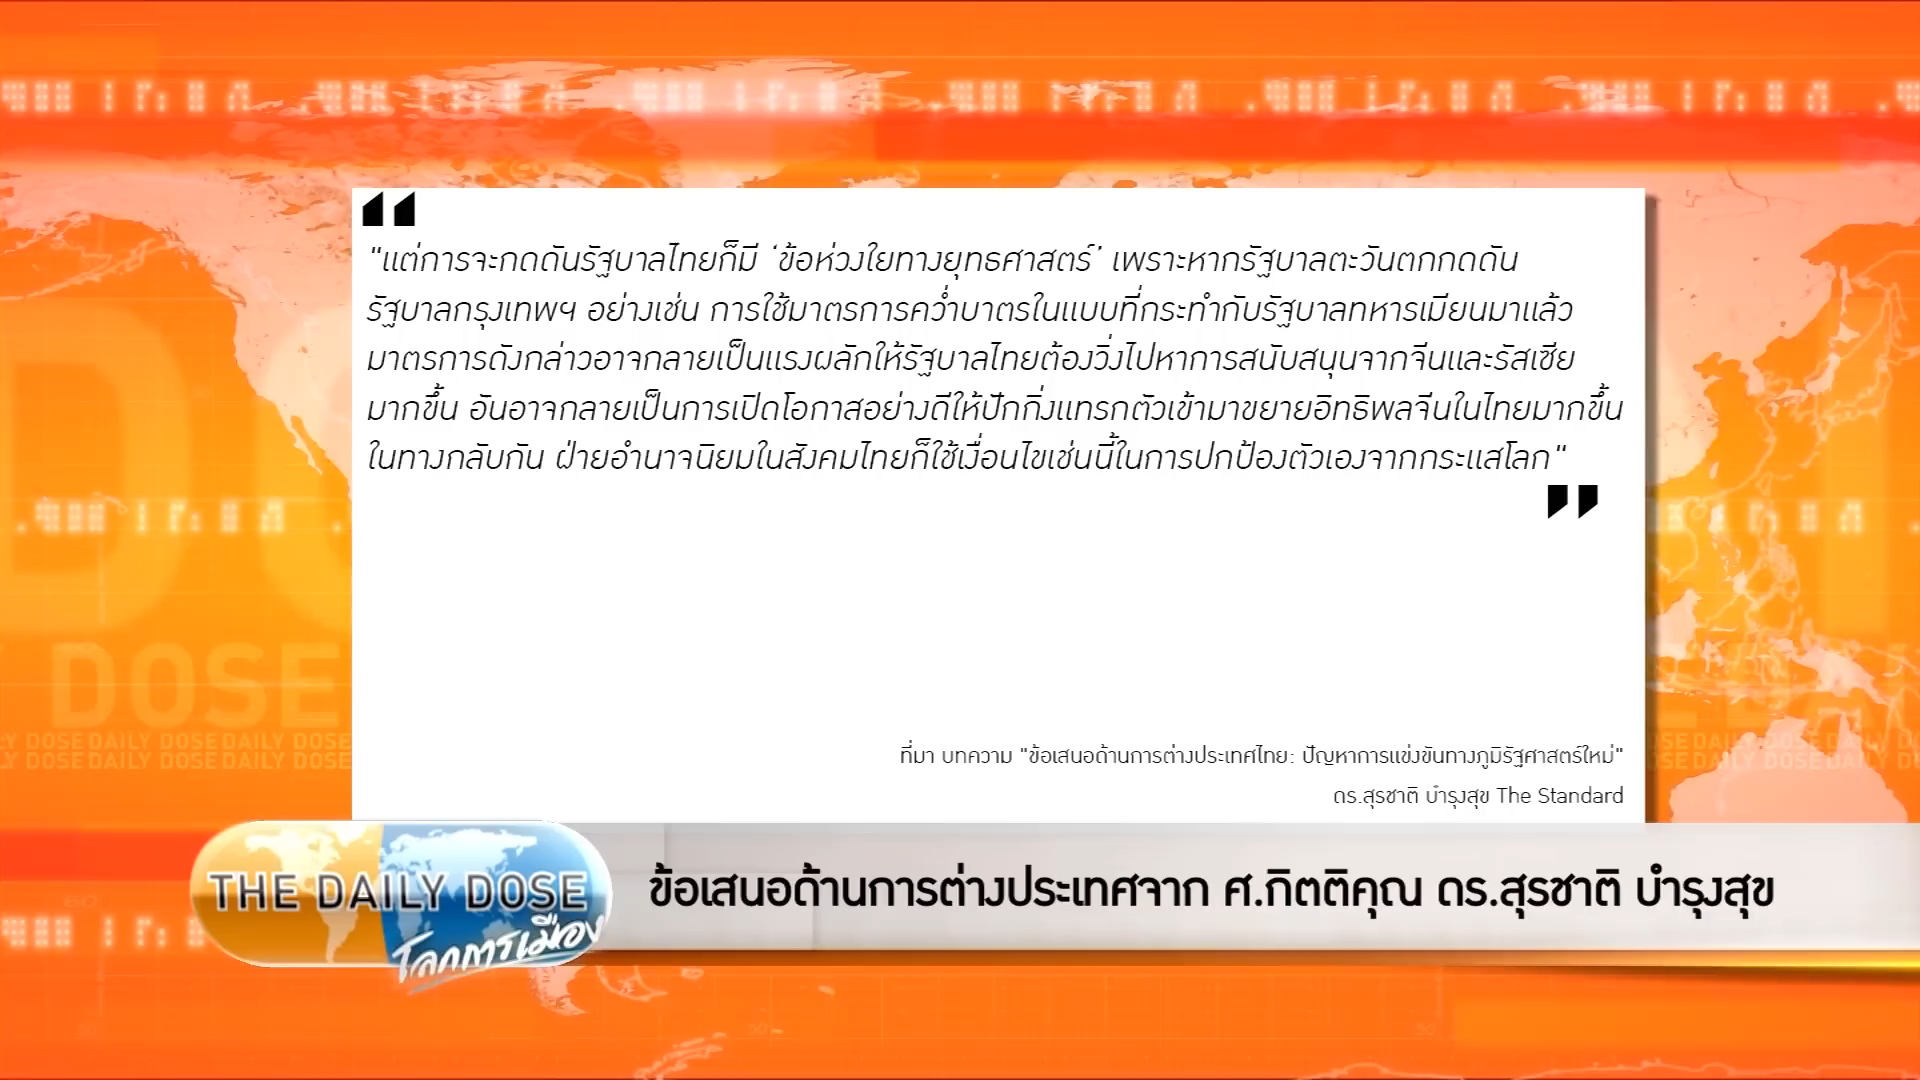 "แต่การจะกดดันรัฐบาลไทยก็มี ‘ข้อห่วงใยทางยุทธศาสตร์’ เพราะหากรัฐบาลตะวันตกกดดัน
รัฐบาลกรุงเทพฯ อย่างเช่น การใช้มาตรการคว่ำบาตรในแบบที่กระทำกับรัฐบาลทหารเมียนมาแล้ว
มาตรการดังกล่าวอาจกลายเป็นแรงผลักให้รัฐบาลไทยต้องวิ่งไปหาการสนับสนุนจากจีนและรัสเซีย
มากขึ้น อันอาจกลายเป็นการเปิดโอกาสอย่างดีให้ปักกิ่งแทรกตัวเข้ามาขยายอิทธิพลจีนในไทยมากขึ้น
ในทางกลับกัน ฝ่ายอำนาจนิยมในสังคมไทยก็ใช้เงื่อนไขเช่นนี้ในการปกป้องตัวเองจากกระแสโลก"
ที่มา บทความ "ข้อเสนอด้านการต่างประเทศไทย: ปัญหาการแข่งขันทางภูมิรัฐศาสตร์ใหม่"
ดร.สุรชาติ บำรุงสุข The Standard
THE DAILY DOSE
โลกการเมือง
ข้อเสนอด้านการต่างประเทศจาก ศ.กิตติคุณ ดร.สุรชาติ บำรุงสุข
DOSE
DAILY DOSE DAILY DOSE
DAILY DOSE DAILY DOSE